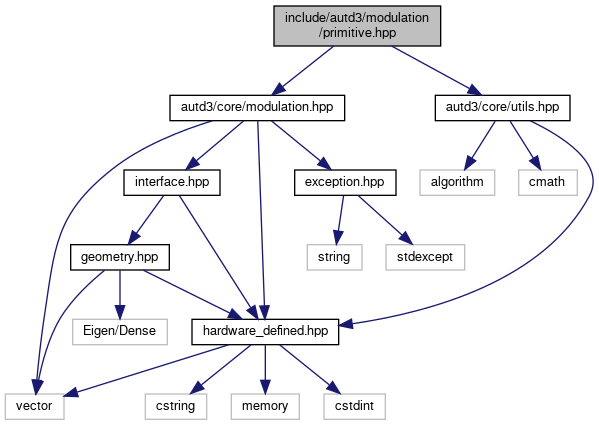 include/autd3/modulation
/primitive.hpp
autd3/core/modulation.hpp
autd3/core/utils.hpp
interface.hpp
exception.hpp
algorithm
cmath
geometry.hpp
string
stdexcept
Eigen/Dense
hardware_defined.hpp
vector
cstring
memory
cstdint